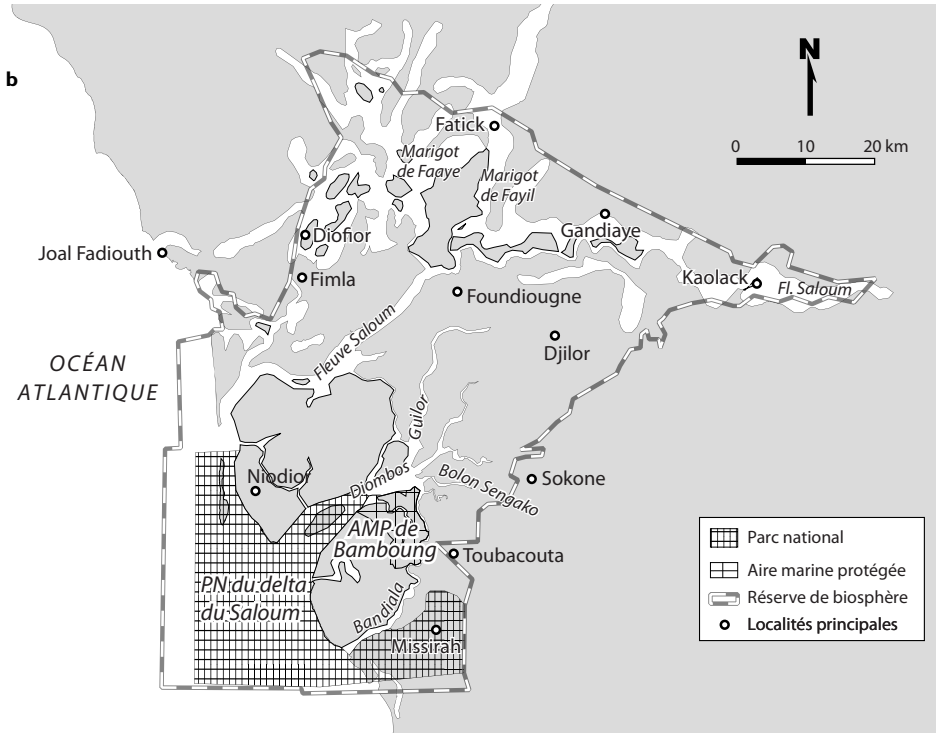 b
N
0 10 20 km
Fatick
Marigot
de Faaye
Marigot
de Fayil
Gandiaye
Diofior
Joal Fadiouth
Fimla
Kaolack
Fl. Saloum
Foundiougne
Fleuve Saloum
Djilor
OCÉAN
ATLANTIQUE
Guilor
Niodior
Diombos
Bolon Sengako
Sokone
AMP de
Bamboung
Toubacouta
PN du delta
du Saloum
Bandiala
Missirah
Parc national
Aire marine protégée
Réserve de biosphère
Localités principales